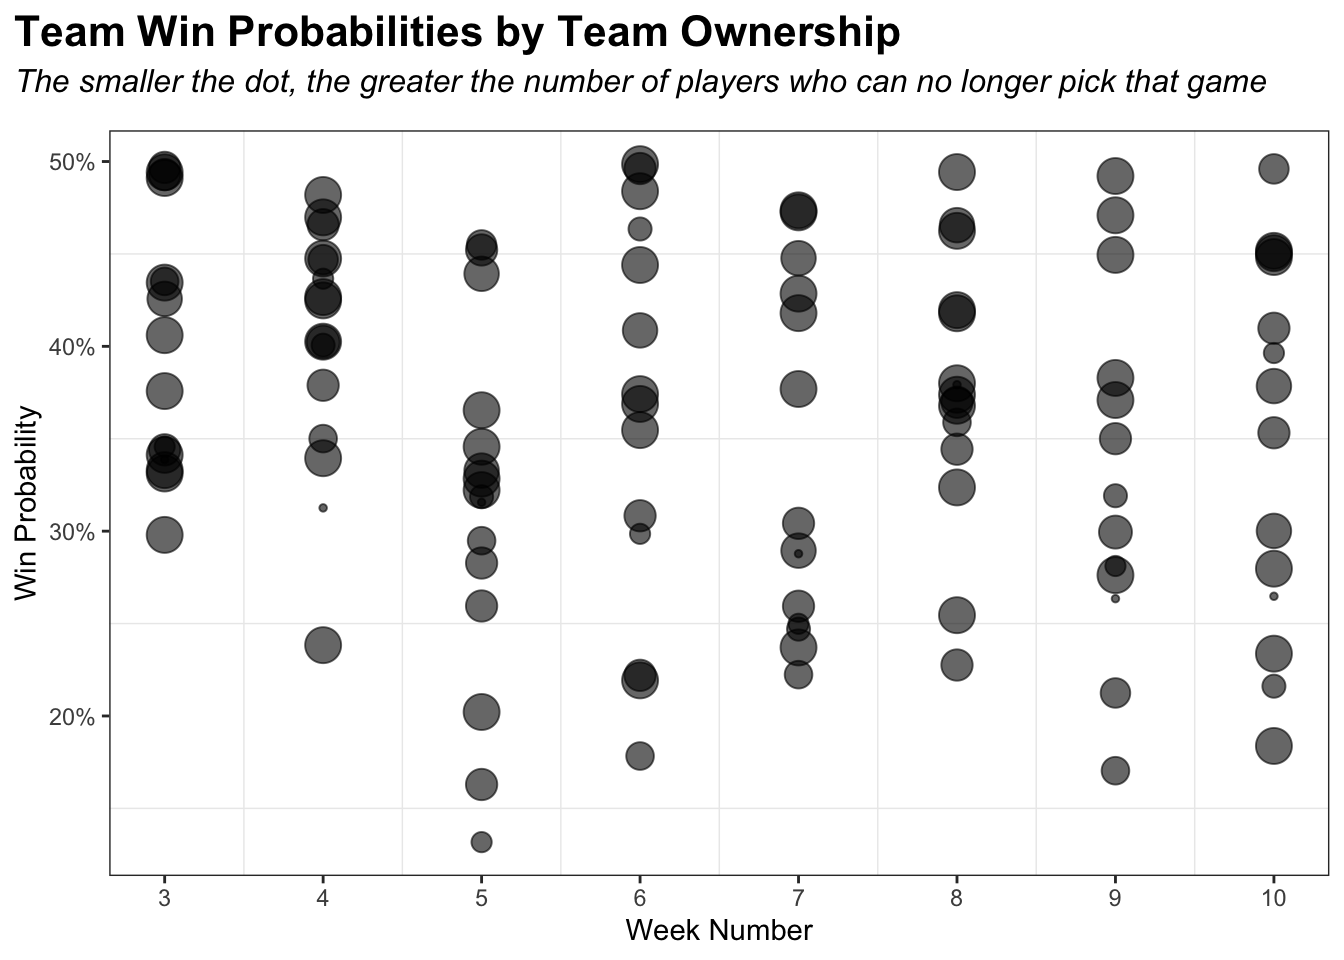 Team Win Probabilities by Team Ownership
The smaller the dot, the greater the number of players who can no longer pick that game
50%
40%
30%
20%
Win Probability
3 4 5 6 7 8 9 10
Week Number